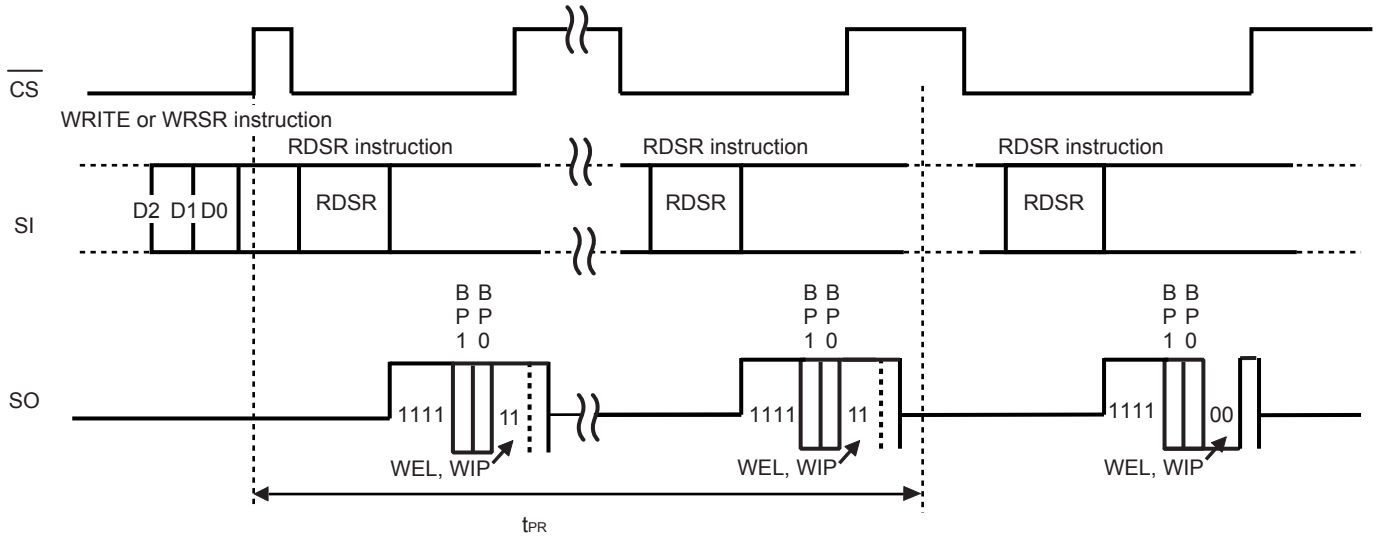 CS
WRITE or WRSR instruction
RDSR instruction
RDSR instruction
RDSR instruction
SI
D2 D1 D0
RDSR
RDSR
RDSR
B B
P P
1 0
B B
P P
1 0
B B
P P
1 0
SO
1111
11
1111
11
1111
00
WEL, WIP
WEL, WIP
WEL, WIP
tPR